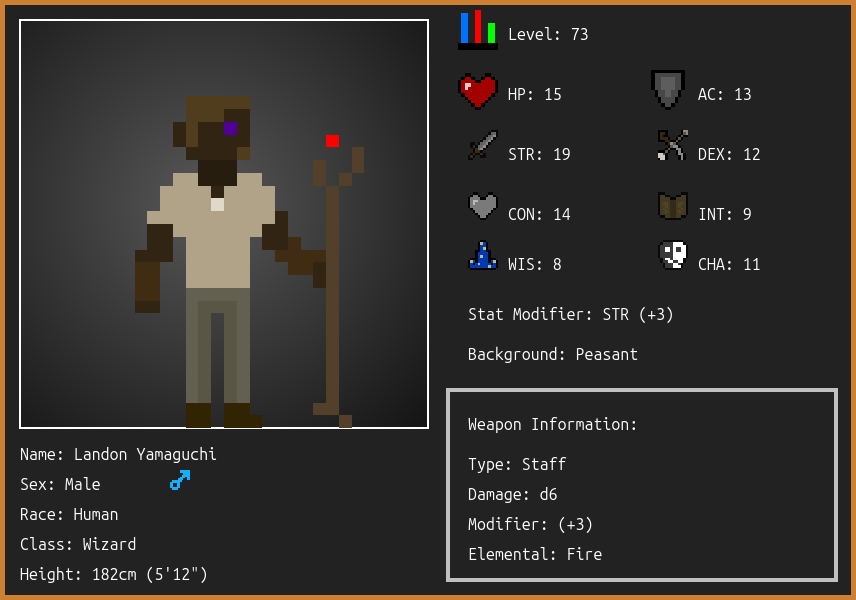 Level: 73
HP: 15
AC: 13
STR: 19
DEX: 12
CON: 14
INT: 9
WIS: 8
CHA: 11
Stat Modifier: STR (+3)
Background: Peasant
Weapon Information:
Type: Staff
Damage: d6
Modifier: (+3)
Elemental: Fire
Name: Landon Yamaguchi
Sex: Male
Race: Human
Class: Wizard
Height: 182cm (5'12")